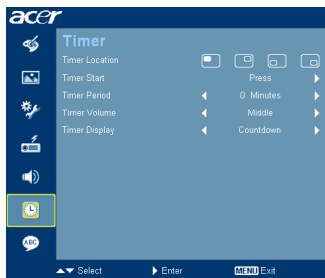 acer
Timer
Timer Location
Timer Start Press
Timer Period 0 Minutes
Timer Volume Middle
Timer Display Countdown
ABC
Select Enter MENU Exit